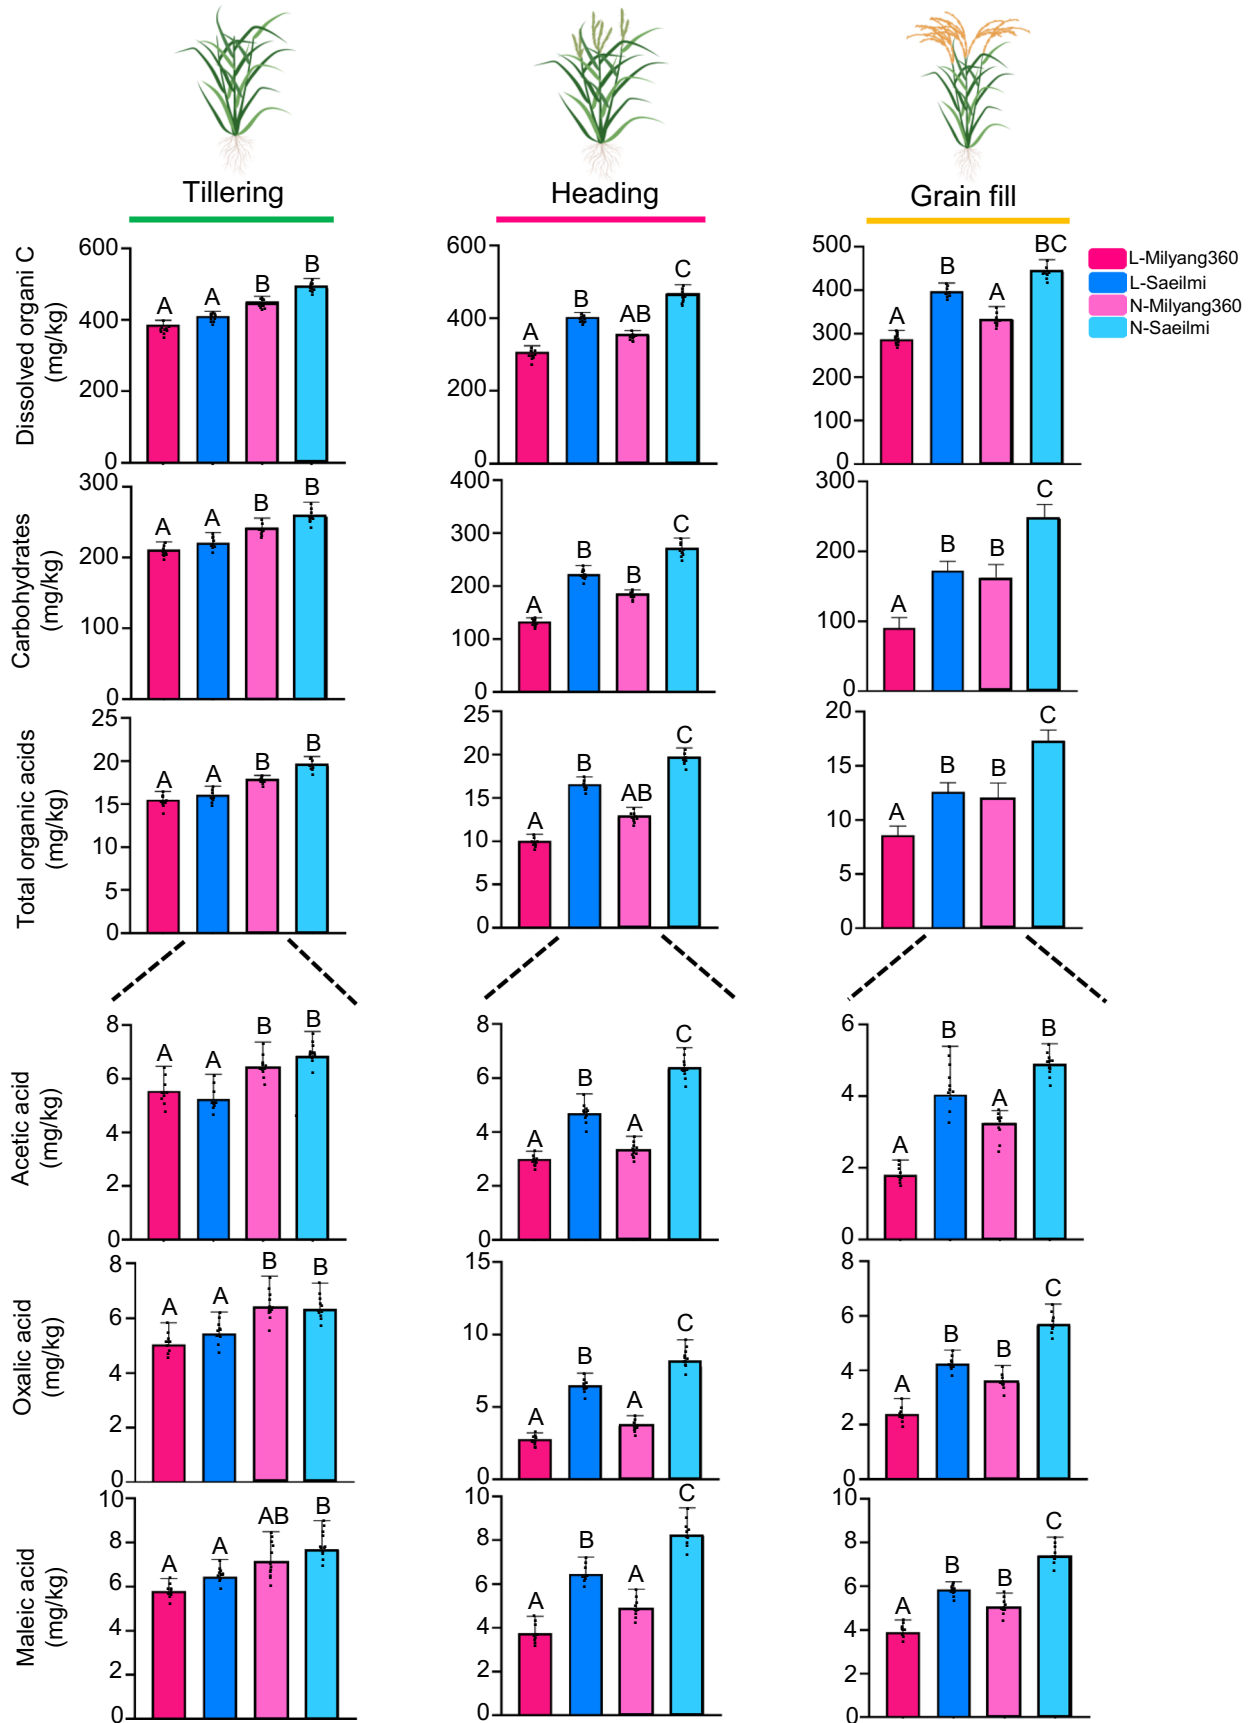 Tillering
Heading
Grain fill
Dissolved organi C
(mg/kg)
600
400
200
0
A
A
B
B
600
400
200
0
A
B
AB
C
500
400
300
200
100
0
A
B
A
BC
L-Milyang360
L-Saeilmi
N-Milyang360
N-Saeilmi
Carbohydrates
(mg/kg)
300
200
100
0
A
A
B
B
400
300
200
100
0
A
B
B
C
300
200
100
0
A
B
B
C
Total organic acids
(mg/kg)
25
20
15
10
5
0
A
A
B
B
25
20
15
10
5
0
A
B
AB
C
20
15
10
5
0
A
B
B
C
Acetic acid
(mg/kg)
8
6
4
2
0
A
A
B
B
8
6
4
2
0
A
B
A
C
6
4
2
0
A
B
A
B
Oxalic acid
(mg/kg)
8
6
4
2
0
A
A
B
B
15
10
5
0
A
B
A
C
8
6
4
2
0
A
B
B
C
Maleic acid
(mg/kg)
10
8
6
4
2
0
A
A
AB
B
10
8
6
4
2
0
A
B
A
C
10
8
6
4
2
0
A
B
B
C